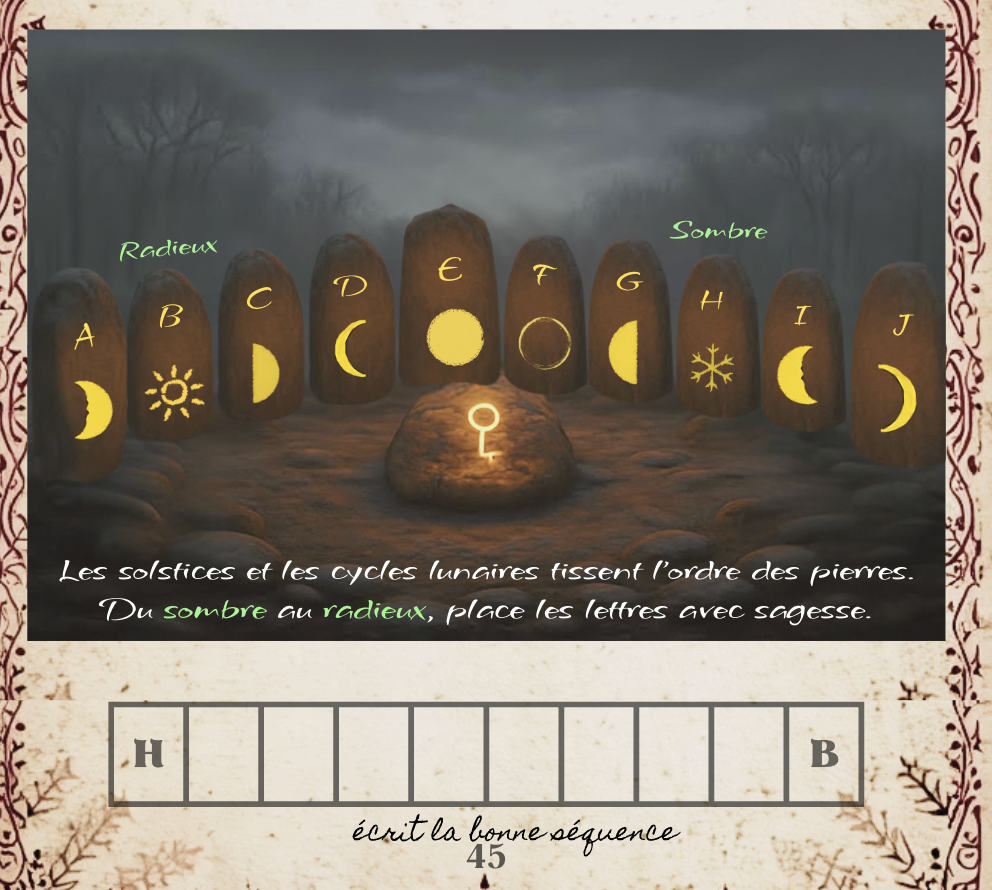 Radieux
Sombre
A B C D E F G H I J
Les solstices et les cycles lunaires tissent l'ordre des pierres.
Du sombre au radieux, place les lettres avec sagesse.
H B
écrit la bonne séquence
45